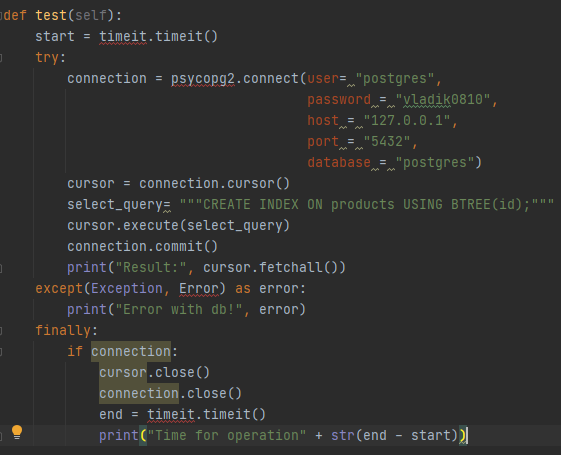 def test(self):
start = timeit.timeit()
try:
connection = psycopg2.connect(user= "postgres",
password = "vladik0810",
host = "127.0.0.1",
port = "5432",
database = "postgres")
cursor = connection.cursor()
select_query= """CREATE INDEX ON products USING BTREE(id);"""
cursor.execute(select_query)
connection.commit()
print("Result:", cursor.fetchall())
except(Exception, Error) as error:
print("Error with db!", error)
finally:
if connection:
cursor.close()
connection.close()
end = timeit.timeit()
print("Time for operation" + str(end - start))